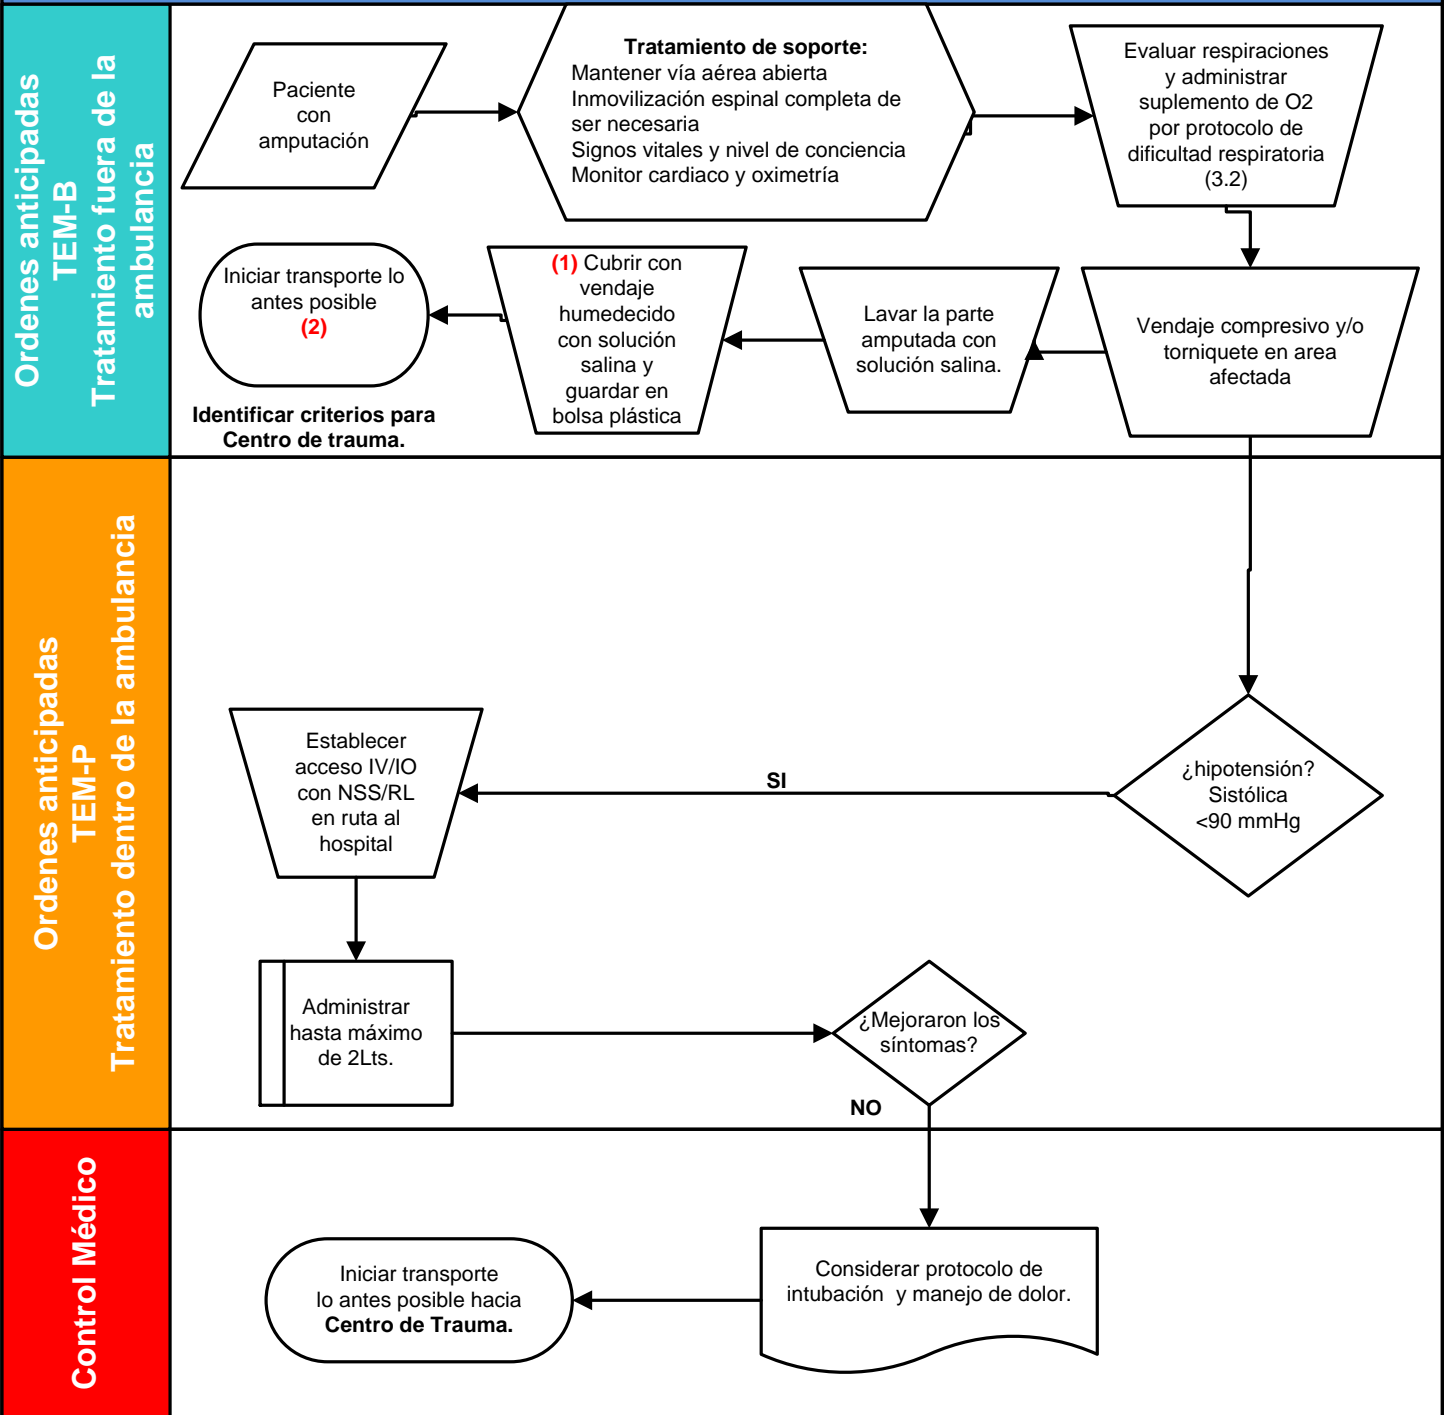 Ordenes anticipadas
TEM-B
Tratamiento fuera de la
ambulancia
Paciente
con
amputación
Tratamiento de soporte:
Mantener vía aérea abierta
Inmovilización espinal completa de
ser necesaria
Signos vitales y nivel de conciencia
Monitor cardiaco y oximetría
Evaluar respiraciones
y administrar
suplemento de O2
por protocolo de
dificultad respiratoria
(3.2)
Vendaje compresivo y/o
torniquete en area
afectada
Lavar la parte
amputada con
solución salina.
(1) Cubrir con
vendaje
humedecido
con solución
salina y
guardar en
bolsa plástica
Iniciar transporte lo
antes posible
(2)
Identificar criterios para
Centro de trauma.
Ordenes anticipadas
TEM-P
Tratamiento dentro de la ambulancia
¿hipotensión?
Sistólica
<90 mmHg
SI
Establecer
acceso IV/IO
con NSS/RL
en ruta al
hospital
Administrar
hasta máximo
de 2Lts.
¿Mejoraron los
síntomas?
NO
Control Médico
Considerar protocolo de
intubación y manejo de dolor.
Iniciar transporte
lo antes posible hacia
Centro de Trauma.